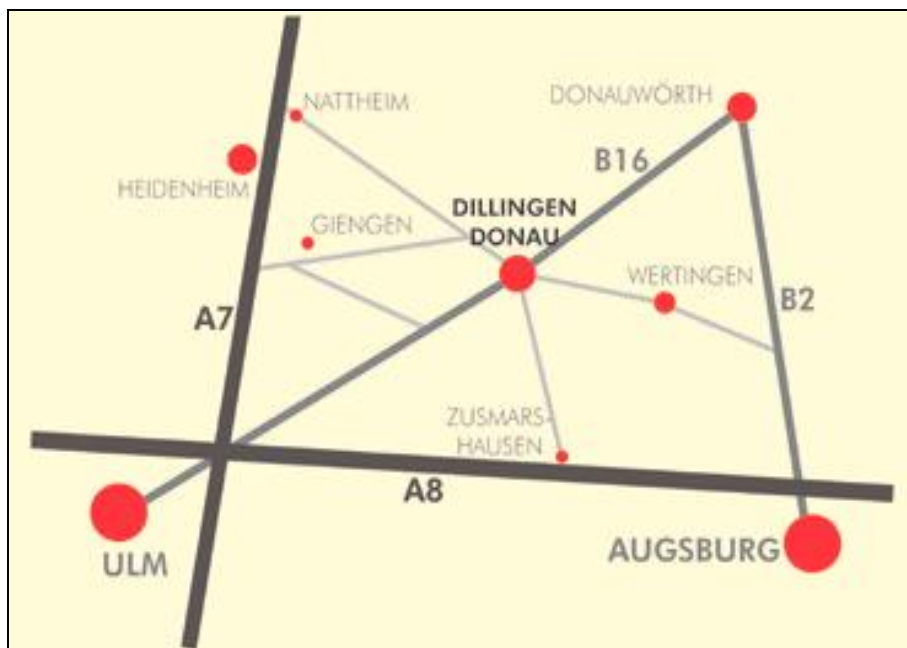 NATTHEIM
DONAUWÖRTH
B16
HEIDENHEIM
DILLINGEN
DONAU
GIENGEN
WERTINGEN
A7
B2
ZUSMARS-
HAUSEN
A8
ULM
AUGSBURG